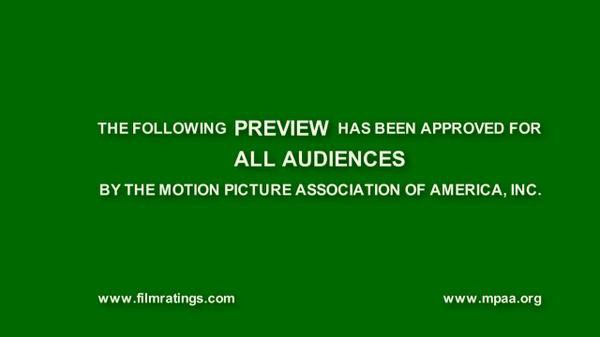 THE FOLLOWING PREVIEW HAS BEEN APPROVED FOR
ALL AUDIENCES
BY THE MOTION PICTURE ASSOCIATION OF AMERICA, INC.
www.filmratings.com www.mpaa.org